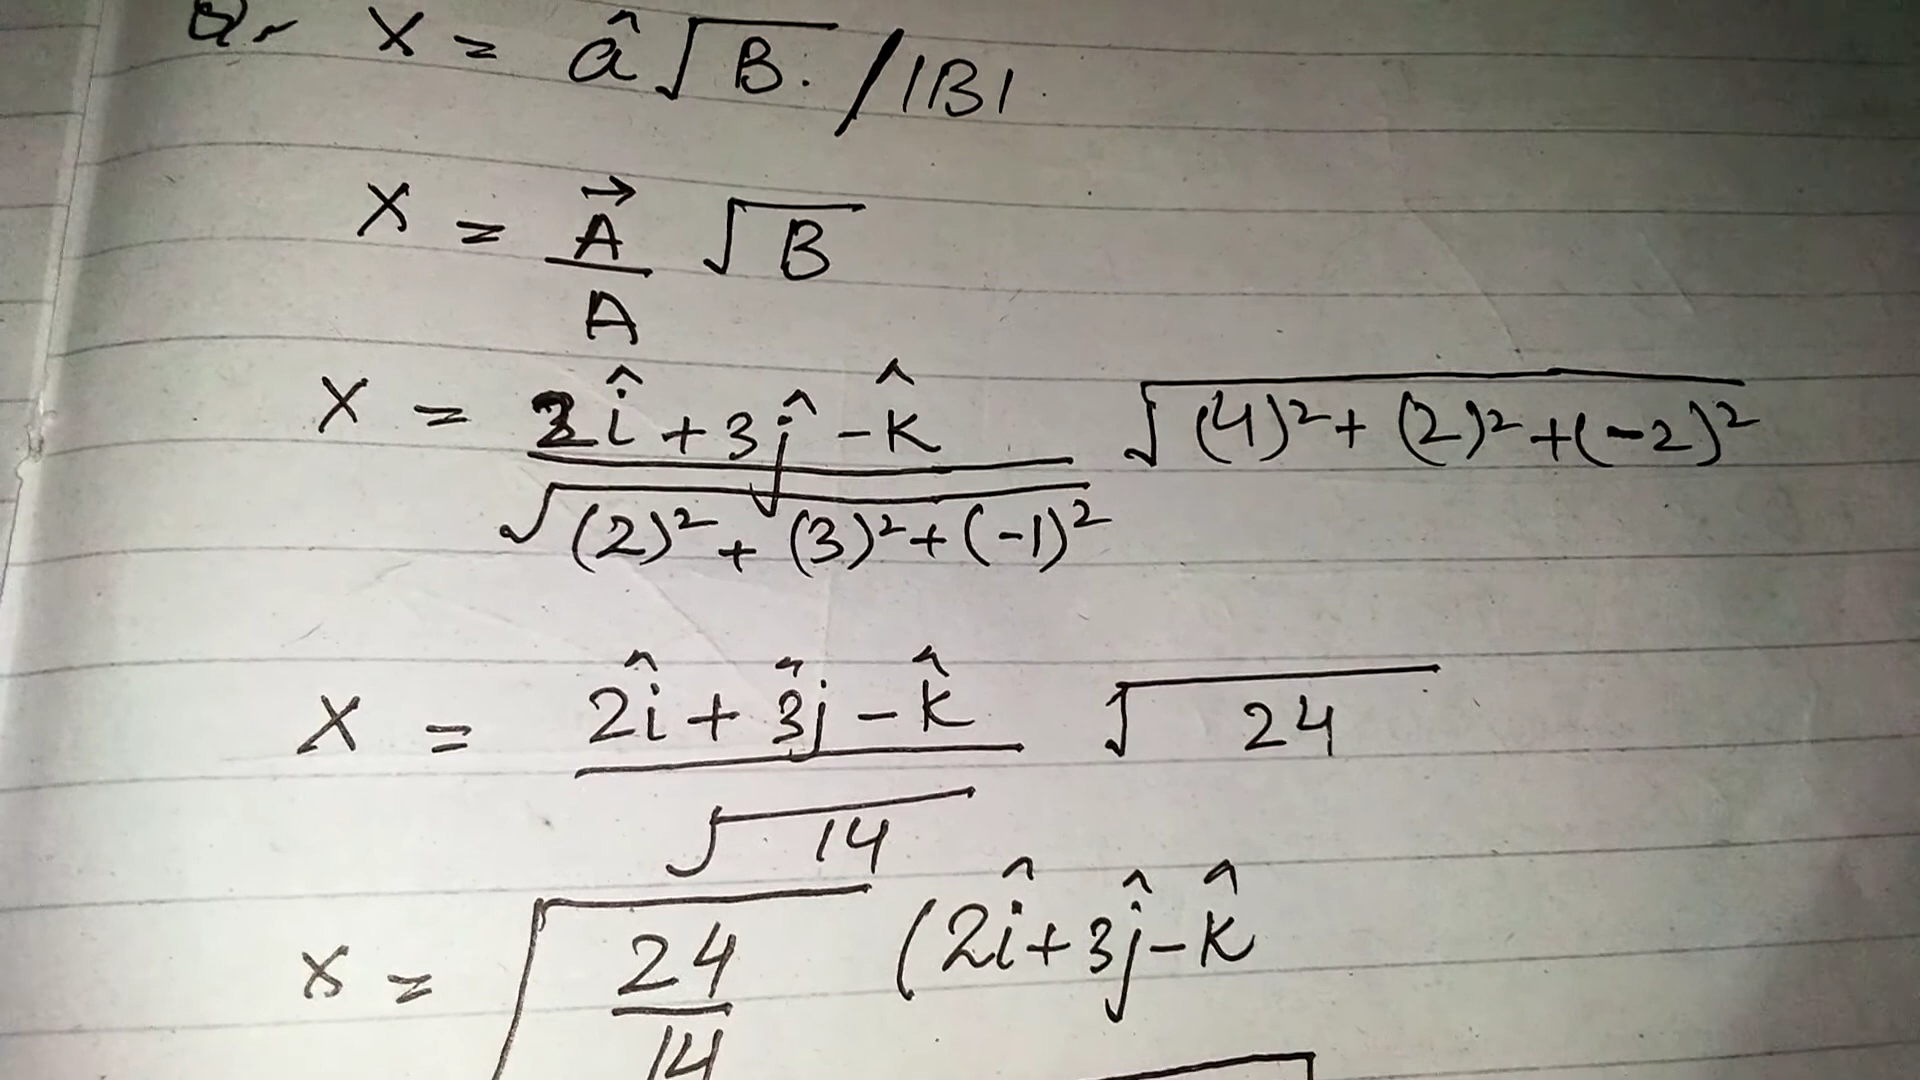 Q:- X = â √B. / |B|
X = A⃗ / A √B
X = 2î + 3ĵ - k̂ / √(2)² + (3)² + (-1)² √(4)² + (2)² + (-2)²
X = 2î + 3ĵ - k̂ / √14 √24
X = √24/14 (2î + 3ĵ - k̂